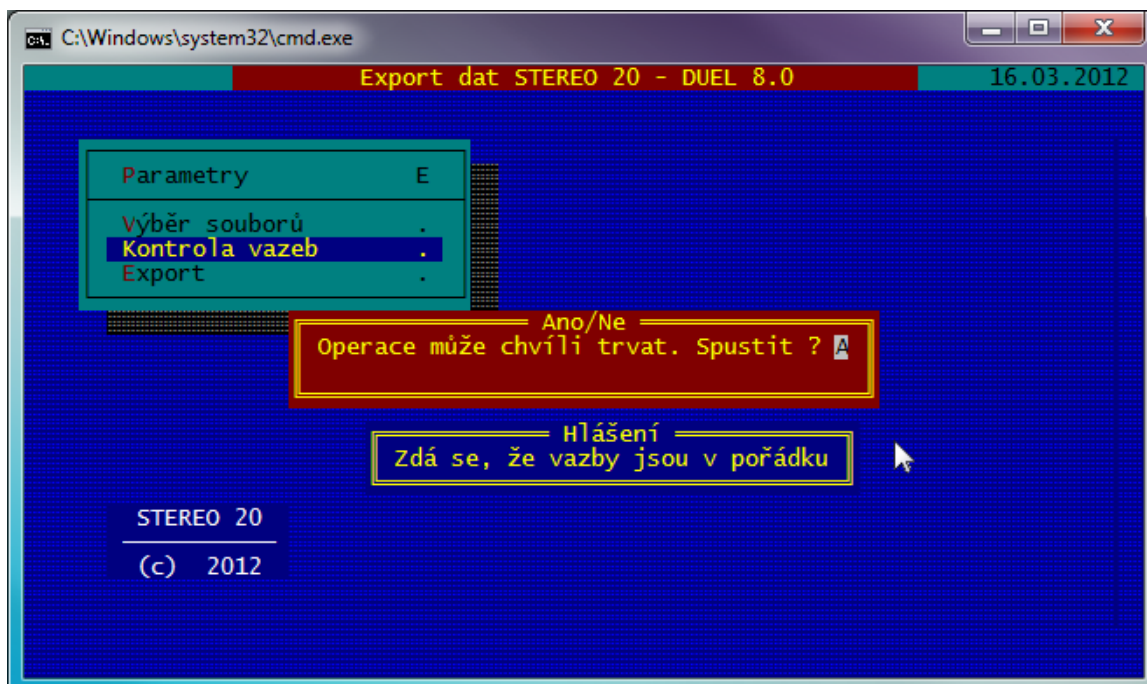 C:\Windows\system32\cmd.exe
Export dat STEREO 20 - DUEL 8.0 16.03.2012
Parametry E
Výběr souborů .
Kontrola vazeb .
Export .
Ano/Ne
Operace může chvíli trvat. Spustit ? A
Hlášení
Zdá se, že vazby jsou v pořádku
STEREO 20
(c) 2012